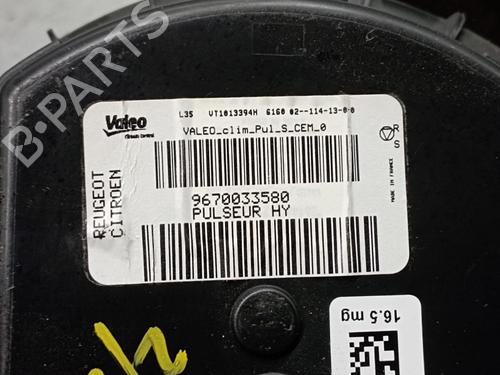 L35 VT1013394H 6160 02--114-13-0-0
Valeo
VALEO_clim_Pul_S_CEM_0
R
S
PEUGEOT
CITROEN
MADE IN FRANCE
9670033580
PULSEUR HY
16.5 mg